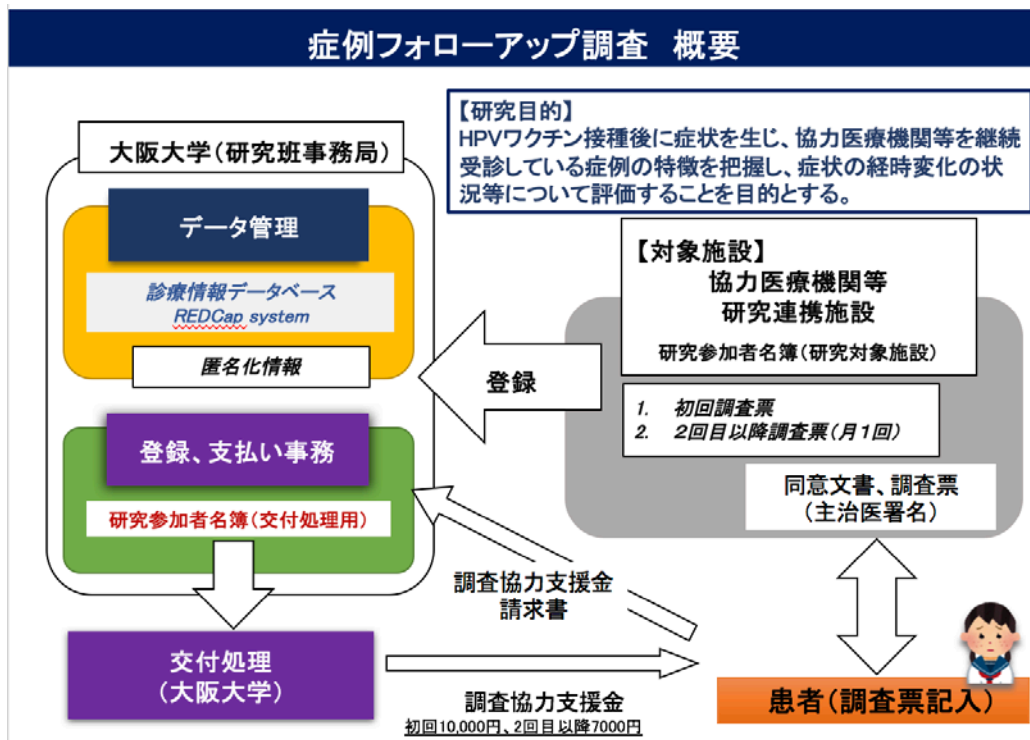 症例フォローアップ調査 概要
【研究目的】
HPVワクチン接種後に症状を生じ、協力医療機関等を継続
受診している症例の特徴を把握し、症状の経時変化の状
況等について評価することを目的とする。
大阪大学(研究班事務局)
データ管理
診療情報データベース
REDCap system
匿名化情報
登録、支払い事務
研究参加者名簿(交付処理用)
交付処理
(大阪大学)
登録
【対象施設】
協力医療機関等
研究連携施設
研究参加者名簿(研究対象施設)
1. 初回調査票
2. 2回目以降調査票(月1回)
同意文書、調査票
(主治医署名)
調査協力支援金
請求書
調査協力支援金
初回10,000円、2回目以降7000円
患者(調査票記入)